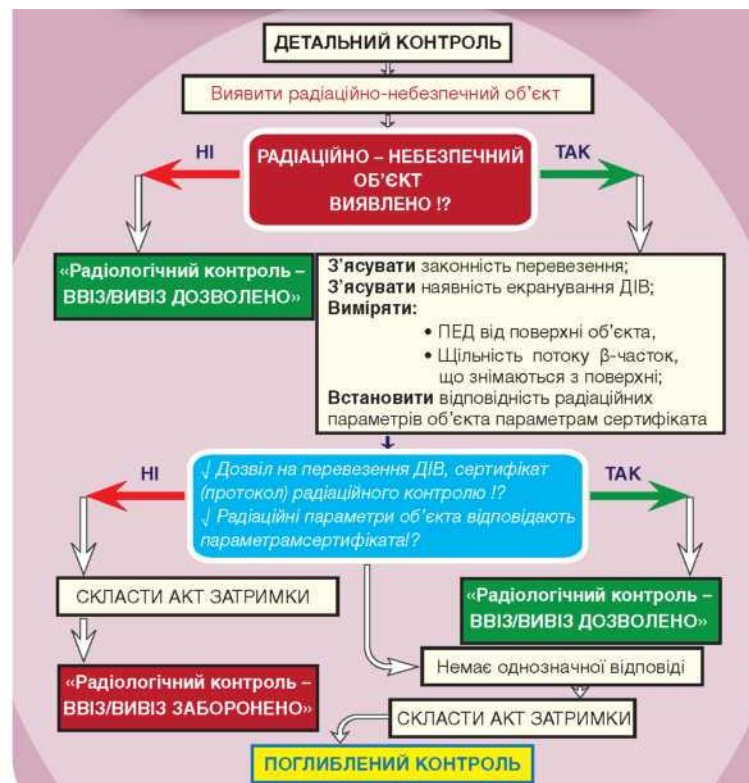 ДЕТАЛЬНИЙ КОНТРОЛЬ
Виявити радіаційно-небезпечний об'єкт
НІ
РАДІАЦІЙНО – НЕБЕЗПЕЧНИЙ
ОБ'ЄКТ
ВИЯВЛЕНО !?
ТАК
«Радіологічний контроль –
ВВІЗ/ВИВІЗ ДОЗВОЛЕНО»
З'ясувати законність перевезення;
З'ясувати наявність екранування ДІВ;
Виміряти:
• ПЕД від поверхні об'єкта,
• Щільність потоку β-часток,
що знімаються з поверхні;
Встановити відповідність радіаційних
параметрів об'єкта параметрам сертифіката
НІ
√ Дозвіл на перевезення ДІВ, сертифікат
(протокол) радіаційного контролю !?
√ Радіаційні параметри об'єкта відповідають
параметрамсертифіката!?
ТАК
СКЛАСТИ АКТ ЗАТРИМКИ
«Радіологічний контроль –
ВВІЗ/ВИВІЗ ДОЗВОЛЕНО»
Немає однозначної відповіді
«Радіологічний контроль –
ВВІЗ/ВИВІЗ ЗАБОРОНЕНО»
СКЛАСТИ АКТ ЗАТРИМКИ
ПОГЛИБЛЕНИЙ КОНТРОЛЬ